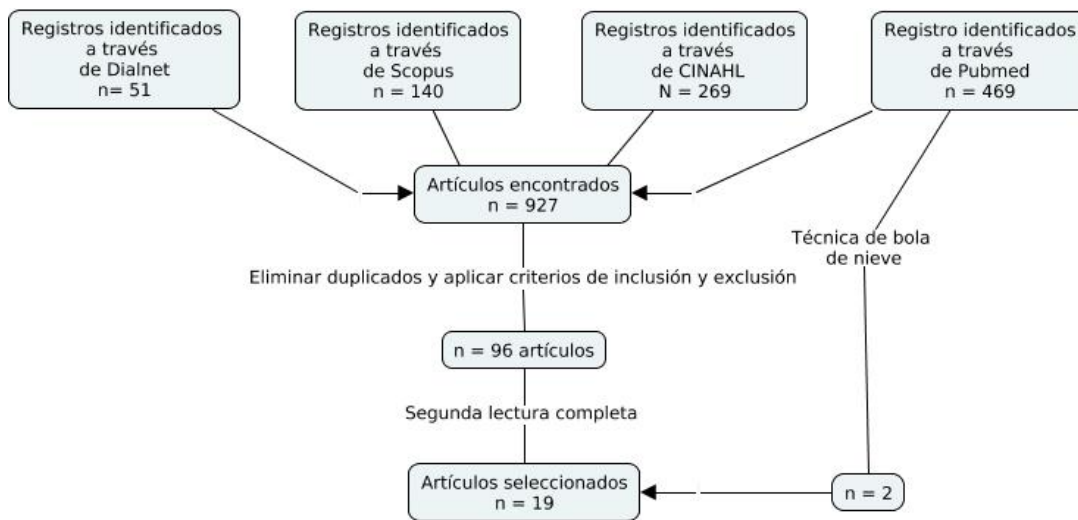 Registros identificados
a través
de Dialnet
n= 51
Registros identificados
a través
de Scopus
n = 140
Registros identificados
a través
de CINAHL
N = 269
Registro identificados
a través
de Pubmed
n = 469
Artículos encontrados
n = 927
Técnica de bola
de nieve
Eliminar duplicados y aplicar criterios de inclusión y exclusión
n = 96 artículos
Segunda lectura completa
Artículos seleccionados
n = 19
n = 2